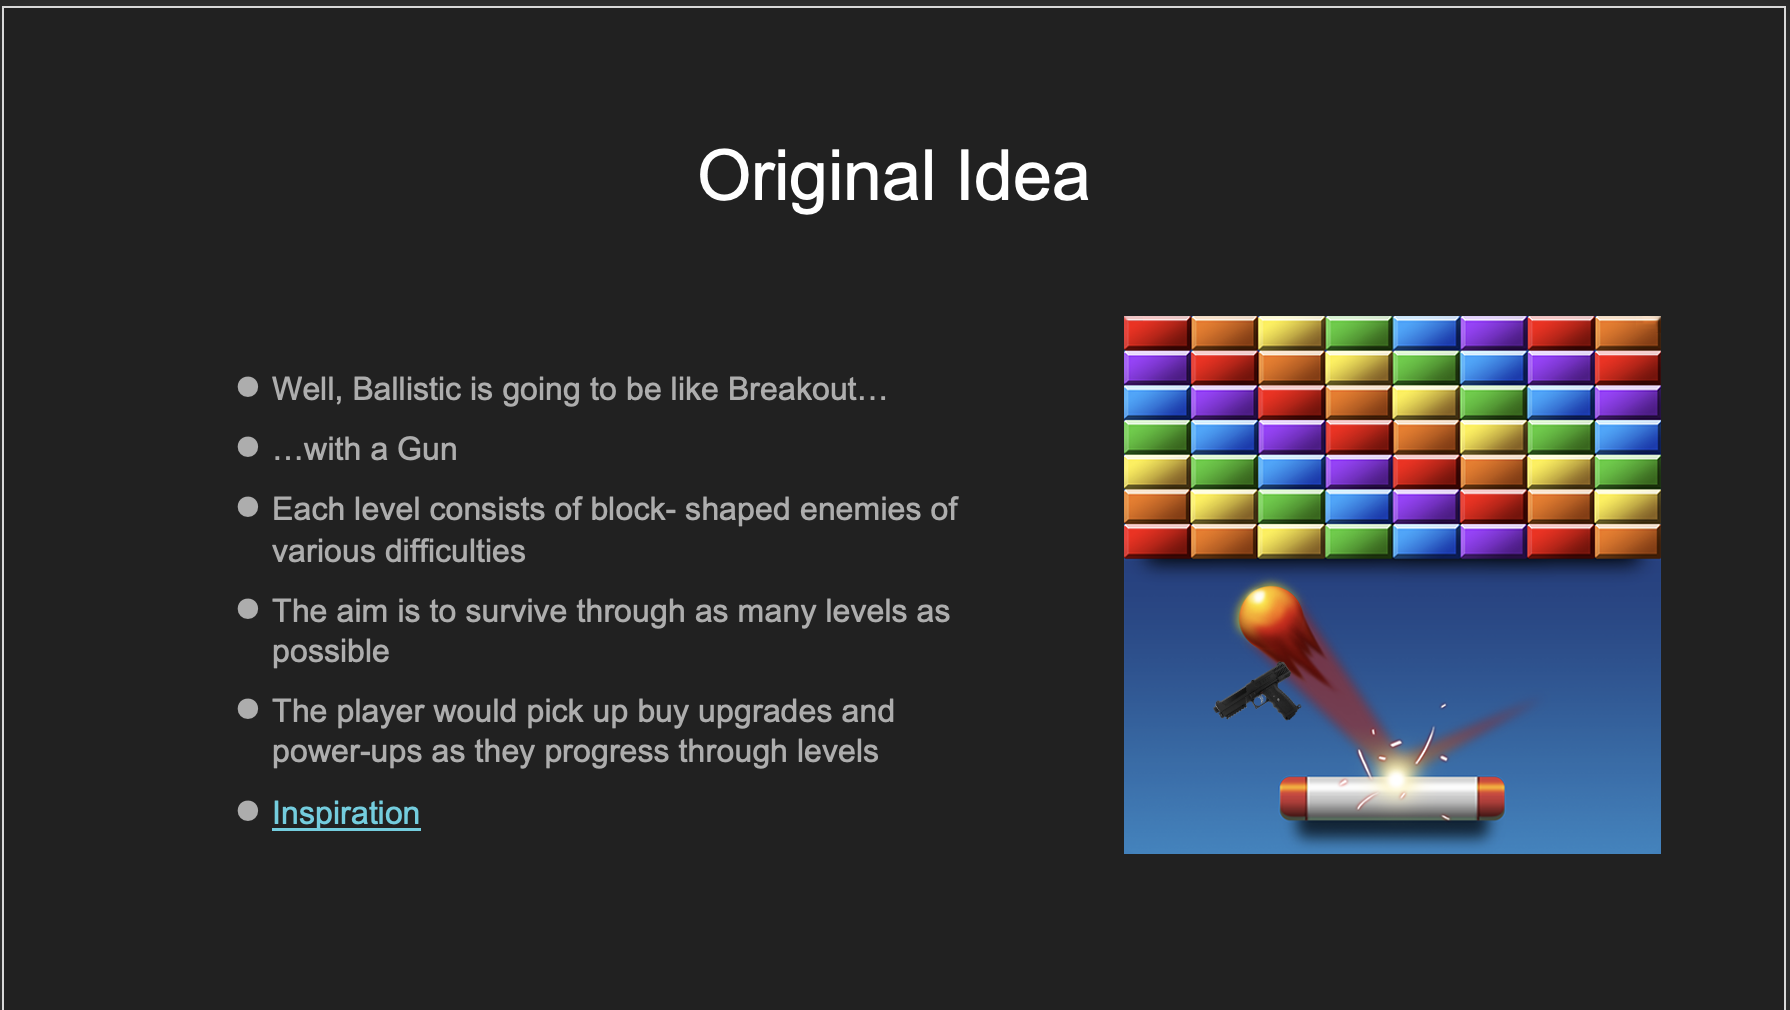 Original Idea
Well, Ballistic is going to be like Breakout…
…with a Gun
Each level consists of block- shaped enemies of
various difficulties
The aim is to survive through as many levels as
possible
The player would pick up buy upgrades and
power-ups as they progress through levels
Inspiration